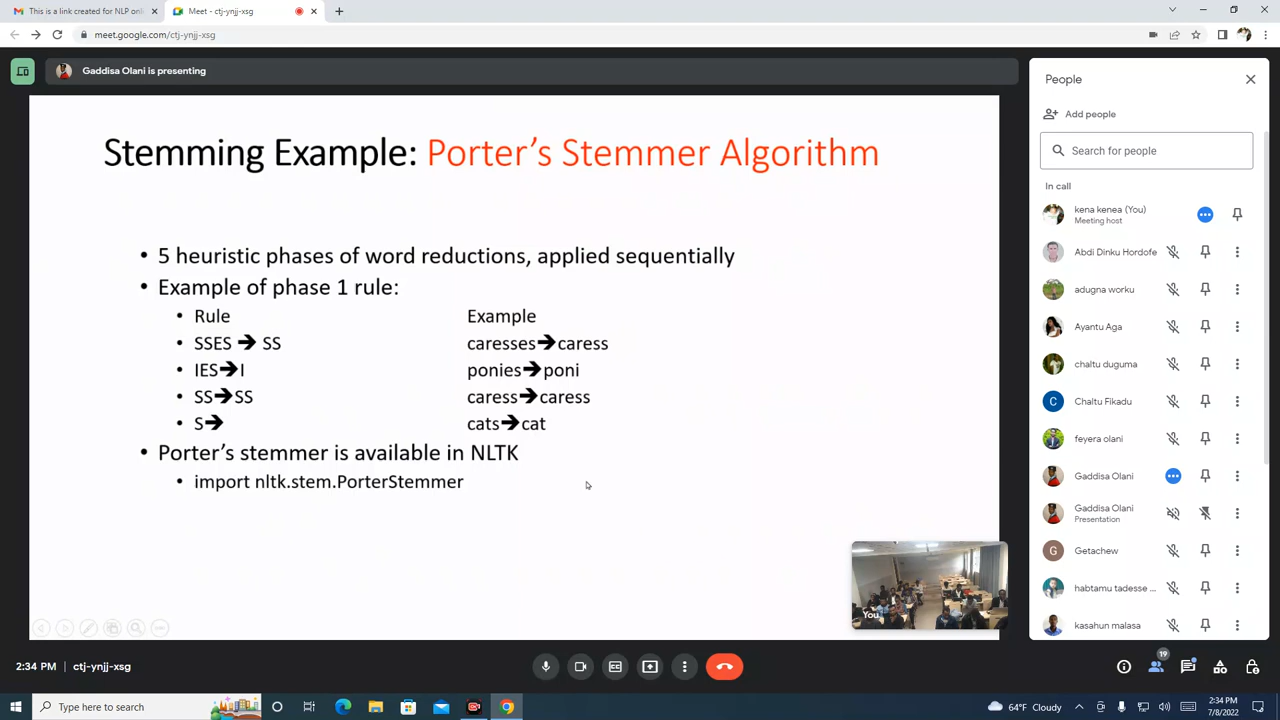 This is a link created for NLP onli
Meet - ctj-ynjj-xsg
meet.google.com/ctj-ynjj-xsg
Gaddisa Olani is presenting
Stemming Example: Porter's Stemmer Algorithm
• 5 heuristic phases of word reductions, applied sequentially
• Example of phase 1 rule:
• Rule Example
• SSES → SS caresses→caress
• IES→I ponies→poni
• SS→SS caress→caress
• S→ cats→cat
• Porter's stemmer is available in NLTK
• import nltk.stem.PorterStemmer
You
People
Add people
Search for people
In call
kena kenea (You)
Meeting host
Abdi Dinku Hordofe
adugna worku
Ayantu Aga
chaltu duguma
C Chaltu Fikadu
feyera olani
Gaddisa Olani
Gaddisa Olani
Presentation
G Getachew
habtamu tadesse ...
kasahun malasa
2:34 PM | ctj-ynjj-xsg
19
Type here to search
64°F Cloudy
2:34 PM
7/8/2022